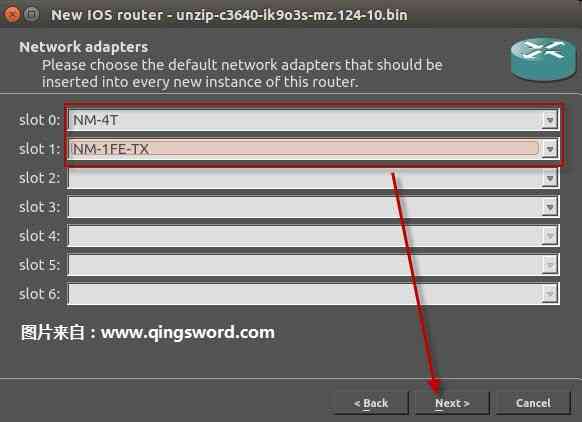 New IOS router - unzip-c3640-ik9o3s-mz.124-10.bin
Network adapters
Please choose the default network adapters that should be
inserted into every new instance of this router.
slot 0: NM-4T
slot 1: NM-1FE-TX
slot 2:
slot 3:
slot 4:
slot 5:
slot 6:
图片来自：www.qingsword.com
< Back Next > Cancel